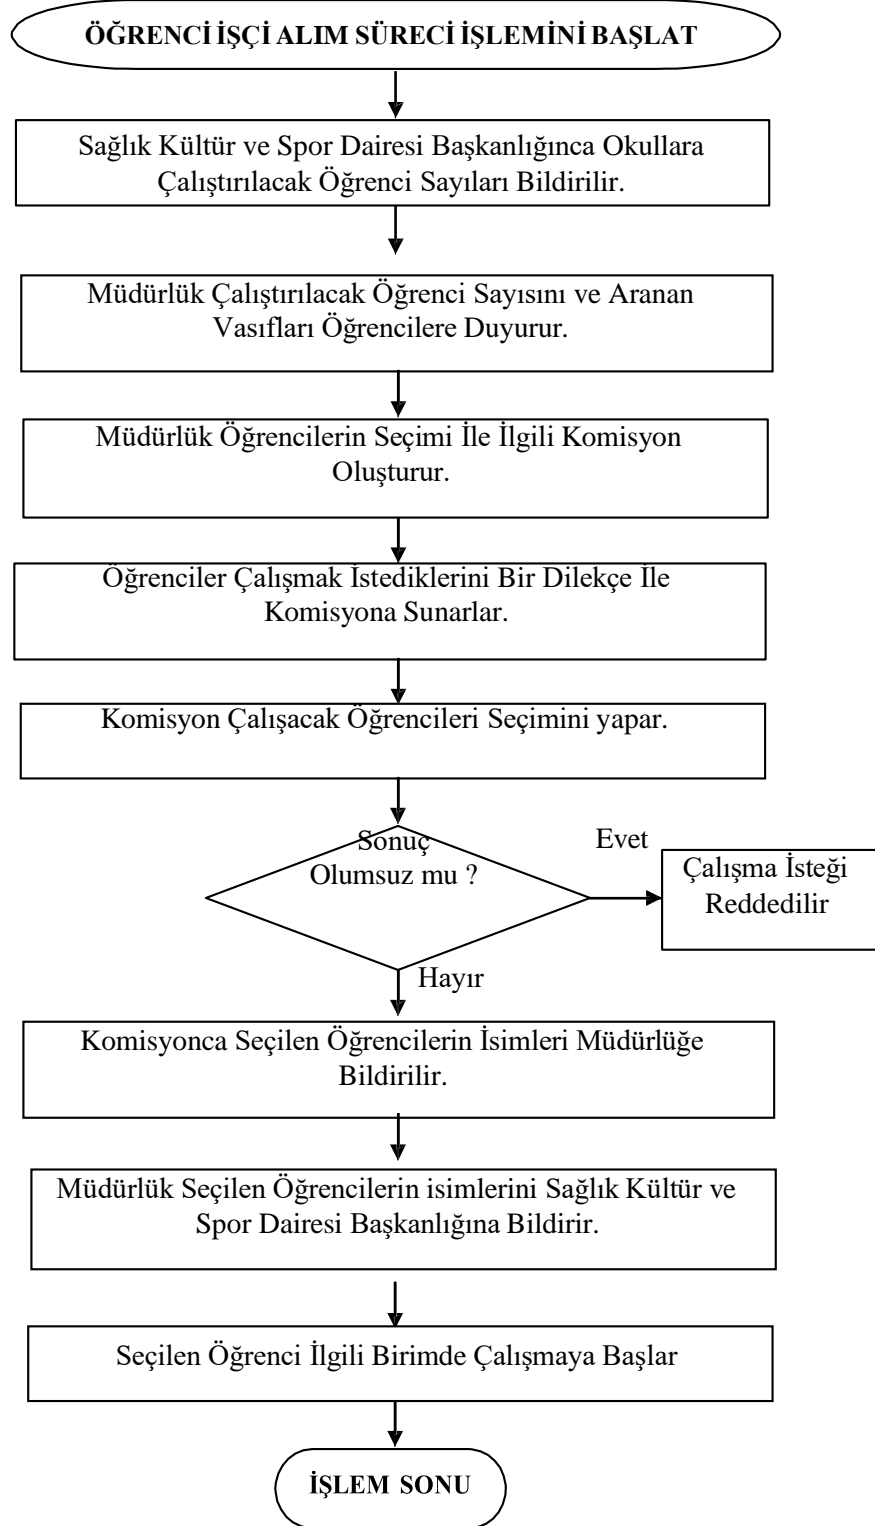 ÖĞRENCİ İŞÇİ ALIM SÜRECİ İŞLEMİNİ BAŞLAT
Sağlık Kültür ve Spor Dairesi Başkanlığınca Okullara
Çalıştırılacak Öğrenci Sayıları Bildirilir.
Müdürlük Çalıştırılacak Öğrenci Sayısını ve Aranan
Vasıfları Öğrencilere Duyurur.
Müdürlük Öğrencilerin Seçimi İle İlgili Komisyon
Oluşturur.
Öğrenciler Çalışmak İstediklerini Bir Dilekçe İle
Komisyona Sunarlar.
Komisyon Çalışacak Öğrencileri Seçimini yapar.
Sonuç
Olumsuz mu ?
Evet
Çalışma İsteği
Reddedilir
Hayır
Komisyonca Seçilen Öğrencilerin İsimleri Müdürlüğe
Bildirilir.
Müdürlük Seçilen Öğrencilerin isimlerini Sağlık Kültür ve
Spor Dairesi Başkanlığına Bildirir.
Seçilen Öğrenci İlgili Birimde Çalışmaya Başlar
İŞLEM SONU